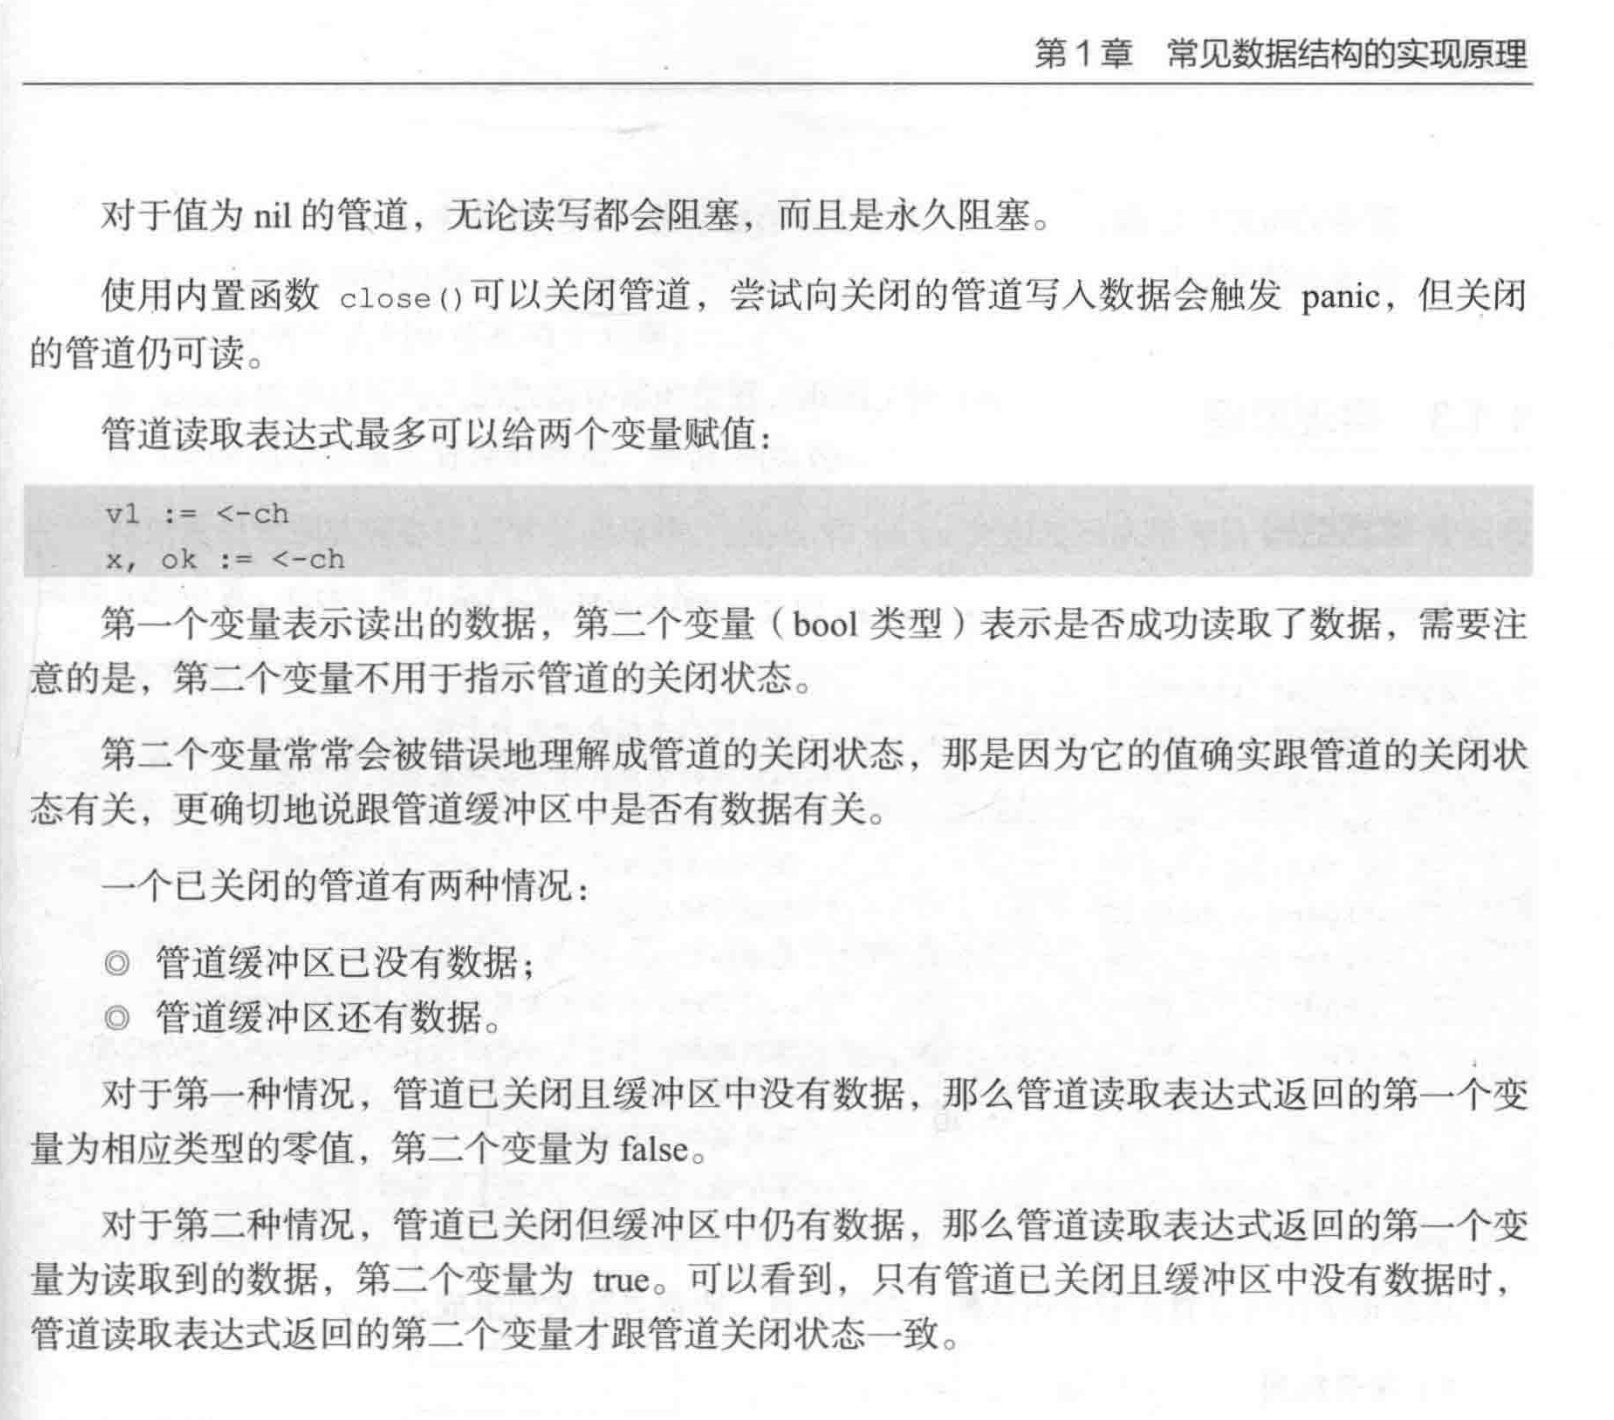 第 1 章 常见数据结构的实现原理
对于值为 nil 的管道，无论读写都会阻塞，而且是永久阻塞。
使用内置函数 close()可以关闭管道，尝试向关闭的管道写入数据会触发 panic，但关闭
的管道仍可读。
管道读取表达式最多可以给两个变量赋值：
v1 := <-ch
x, ok := <-ch
第一个变量表示读出的数据，第二个变量（bool 类型）表示是否成功读取了数据，需要注
意的是，第二个变量不用于指示管道的关闭状态。
第二个变量常常会被错误地理解成管道的关闭状态，那是因为它的值确实跟管道的关闭状
态有关，更确切地说跟管道缓冲区中是否有数据有关。
一个已关闭的管道有两种情况：
◎ 管道缓冲区已没有数据；
◎ 管道缓冲区还有数据。
对于第一种情况，管道已关闭且缓冲区中没有数据，那么管道读取表达式返回的第一个变
量为相应类型的零值，第二个变量为 false。
对于第二种情况，管道已关闭但缓冲区中仍有数据，那么管道读取表达式返回的第一个变
量为读取到的数据，第二个变量为 true。可以看到，只有管道已关闭且缓冲区中没有数据时，
管道读取表达式返回的第二个变量才跟管道关闭状态一致。